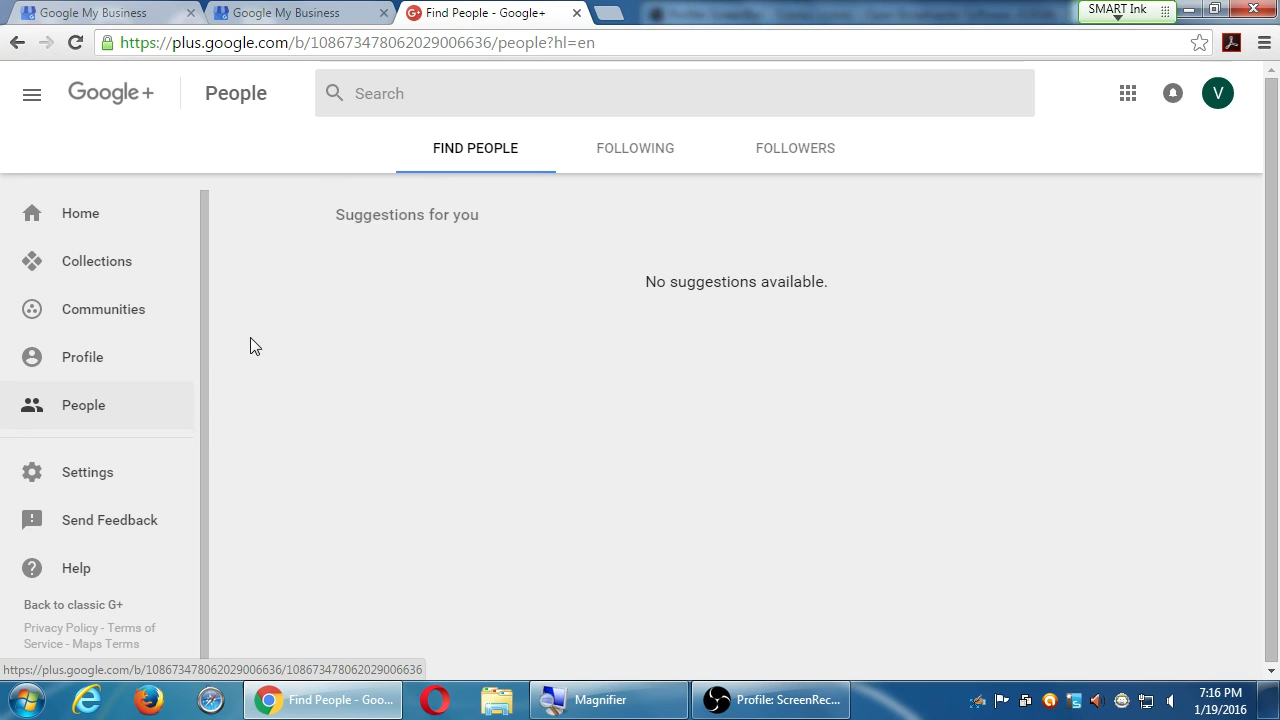 Google My Business
Google My Business
Find People - Google+
SMART Ink
https://plus.google.com/b/108673478062029006636/people?hl=en
Google+
People
Search
V
FIND PEOPLE
FOLLOWING
FOLLOWERS
Home
Collections
Communities
Profile
People
Settings
Send Feedback
Help
Back to classic G+
Privacy Policy - Terms of
Service - Maps Terms
Suggestions for you
No suggestions available.
https://plus.google.com/b/108673478062029006636/108673478062029006636
Find People - Goo...
Magnifier
Profile: ScreenRec...
7:16 PM
1/19/2016